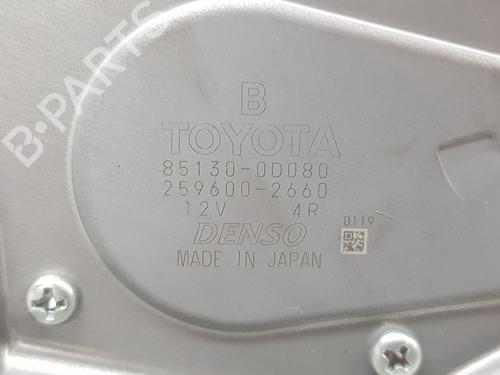 B-PARTS
B
TOYOTA
85130-0D080
259600-2660
12V 4R
0119
DENSO
MADE IN JAPAN